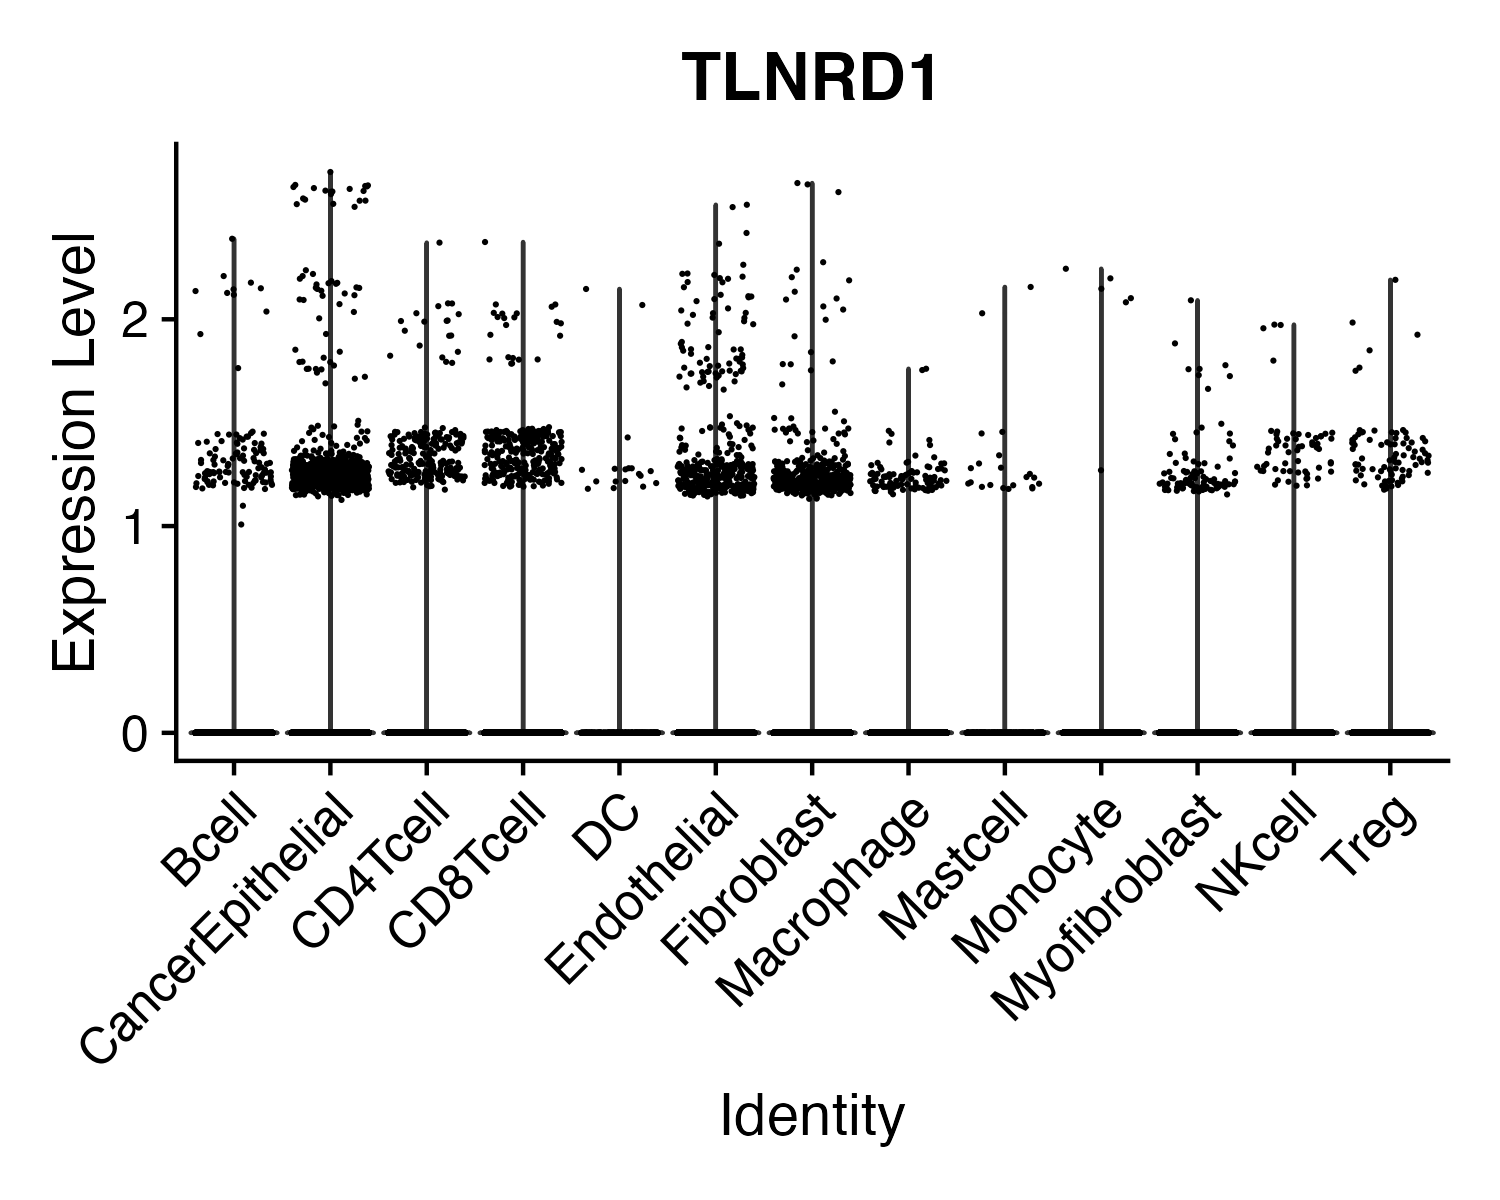 TLNRD1
Expression Level
2
1
0
Bcell
CancerEpithelial
CD4Tcell
CD8Tcell
DC
Endothelial
Fibroblast
Macrophage
Mastcell
Monocyte
Myofibroblast
NKcell
Treg
Identity